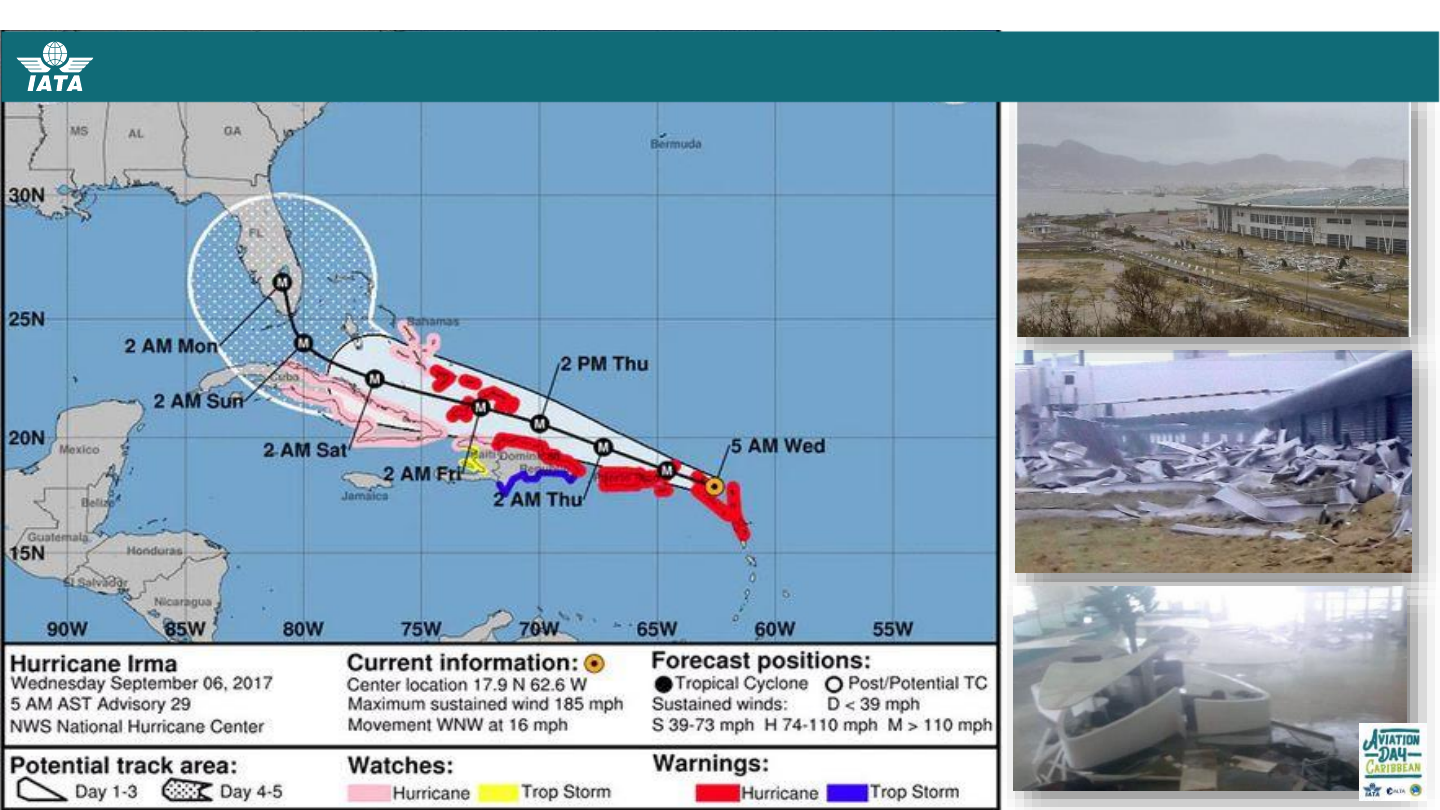 IATA
MS
AL
GA
Bermuda
30N
FL
25N
Bahamas
2 AM Mon
2 PM Thu
Cuba
2 AM Sun
20N
2 AM Sat
5 AM Wed
Mexico
Haiti
Dominican
Republic
2 AM Fri
Puerto Rico
Jamaica
2 AM Thu
Belize
Guatemala
Honduras
15N
El Salvador
Nicaragua
90W 85W 80W 75W 70W 65W 60W 55W
Hurricane Irma
Wednesday September 06, 2017
5 AM AST Advisory 29
NWS National Hurricane Center
Current information:
Center location 17.9 N 62.6 W
Maximum sustained wind 185 mph
Movement WNW at 16 mph
Forecast positions:
Tropical Cyclone Post/Potential TC
Sustained winds: D < 39 mph
S 39-73 mph H 74-110 mph M > 110 mph
Potential track area:
Day 1-3 Day 4-5
Watches:
Hurricane Trop Storm
Warnings:
Hurricane Trop Storm
M
M
M
M
M
M
M
AVIATION
DAY
CARIBBEAN
IATA ALTA